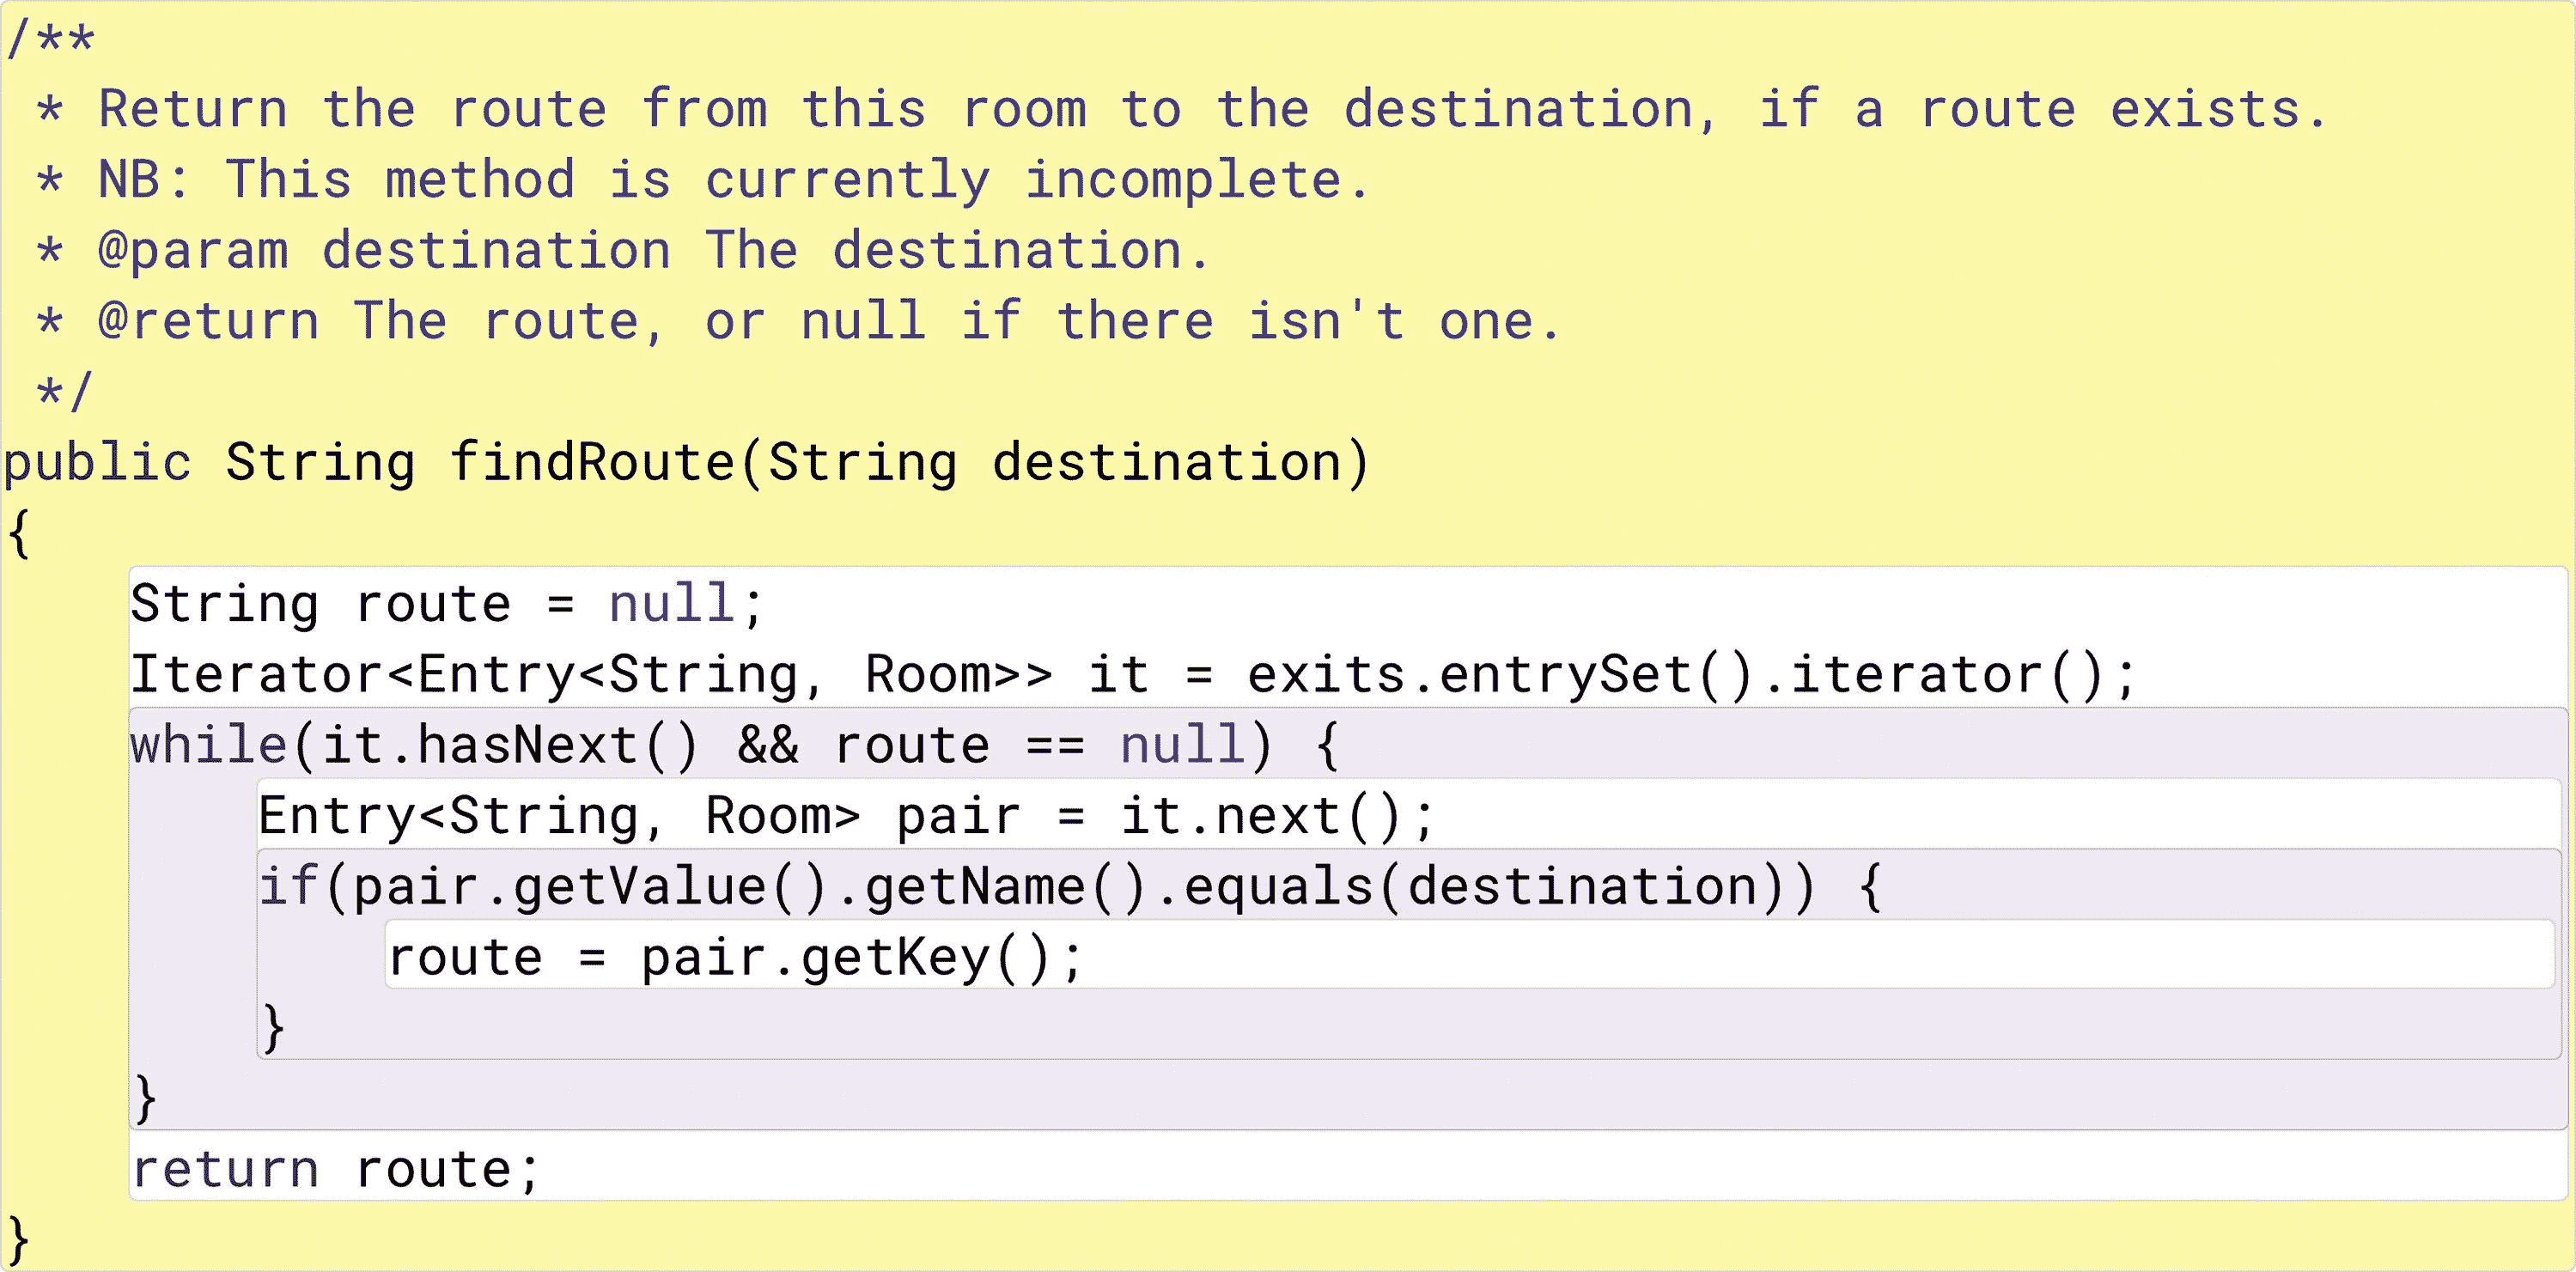 /**
 * Return the route from this room to the destination, if a route exists.
 * NB: This method is currently incomplete.
 * @param destination The destination.
 * @return The route, or null if there isn't one.
 */
public String findRoute(String destination)
{
    String route = null;
    Iterator<Entry<String, Room>> it = exits.entrySet().iterator();
    while(it.hasNext() && route == null) {
        Entry<String, Room> pair = it.next();
        if(pair.getValue().getName().equals(destination)) {
            route = pair.getKey();
        }
    }
    return route;
}